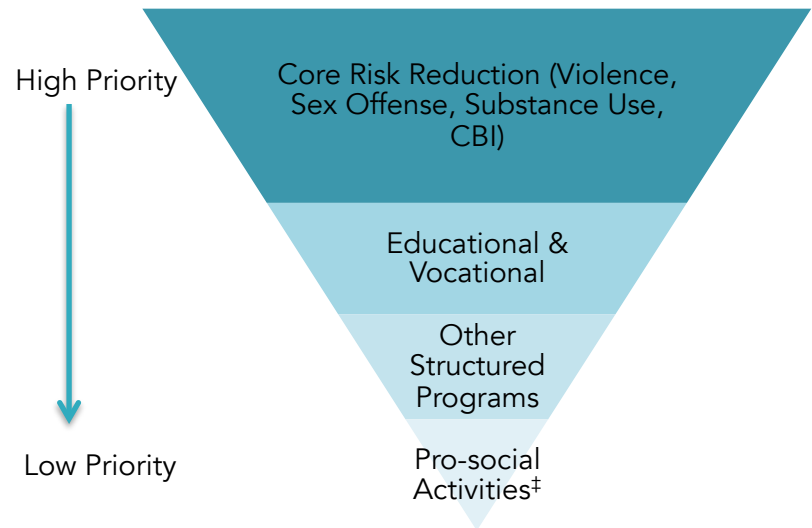 High Priority
Core Risk Reduction (Violence,
Sex Offense, Substance Use,
CBI)
Educational &
Vocational
Other
Structured
Programs
Low Priority
Pro-social
Activities‡